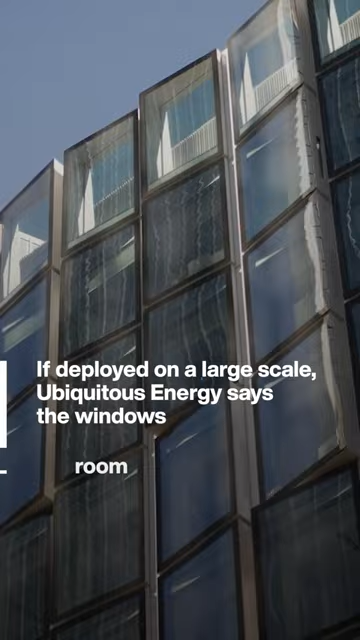 If deployed on a large scale,
Ubiquitous Energy says
the windows
room